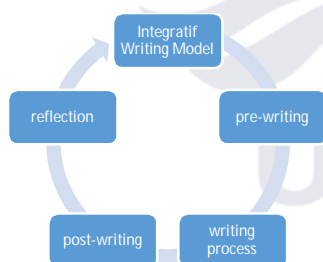 Integratif
Writing Model
pre-writing
writing
process
post-writing
reflection